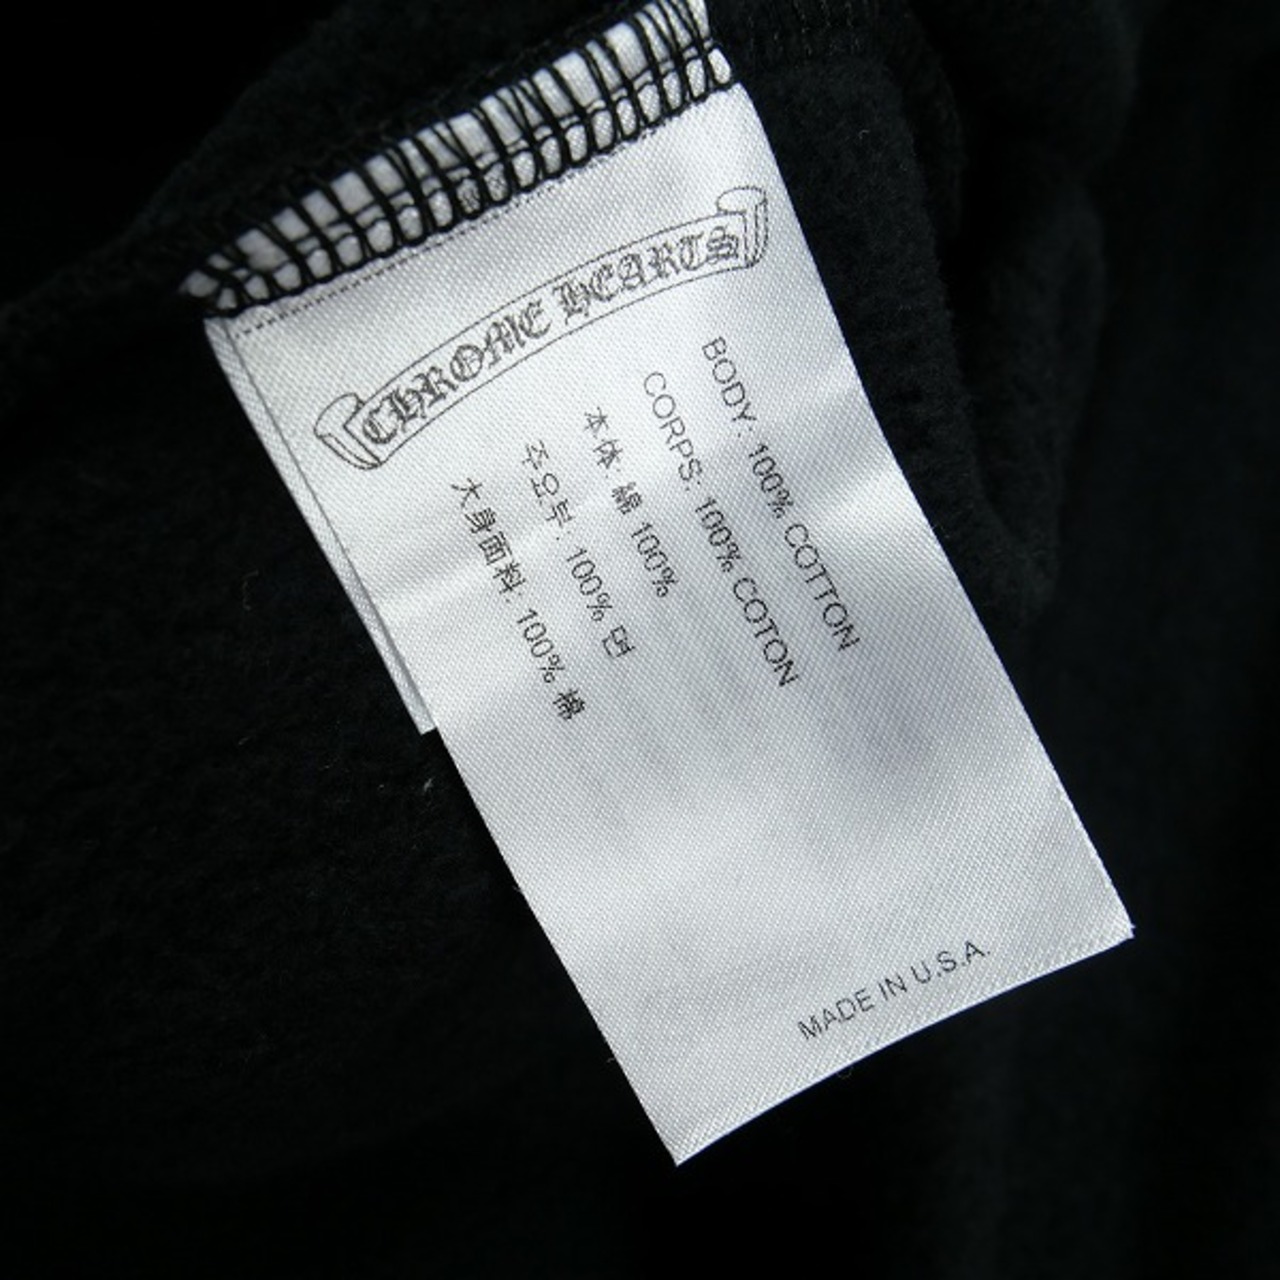 CHROME HEARTS
BODY: 100% COTTON
CORPS: 100% COTON
本体: 綿 100%
주요부: 100% 면
大身面料: 100% 棉
MADE IN U.S.A.